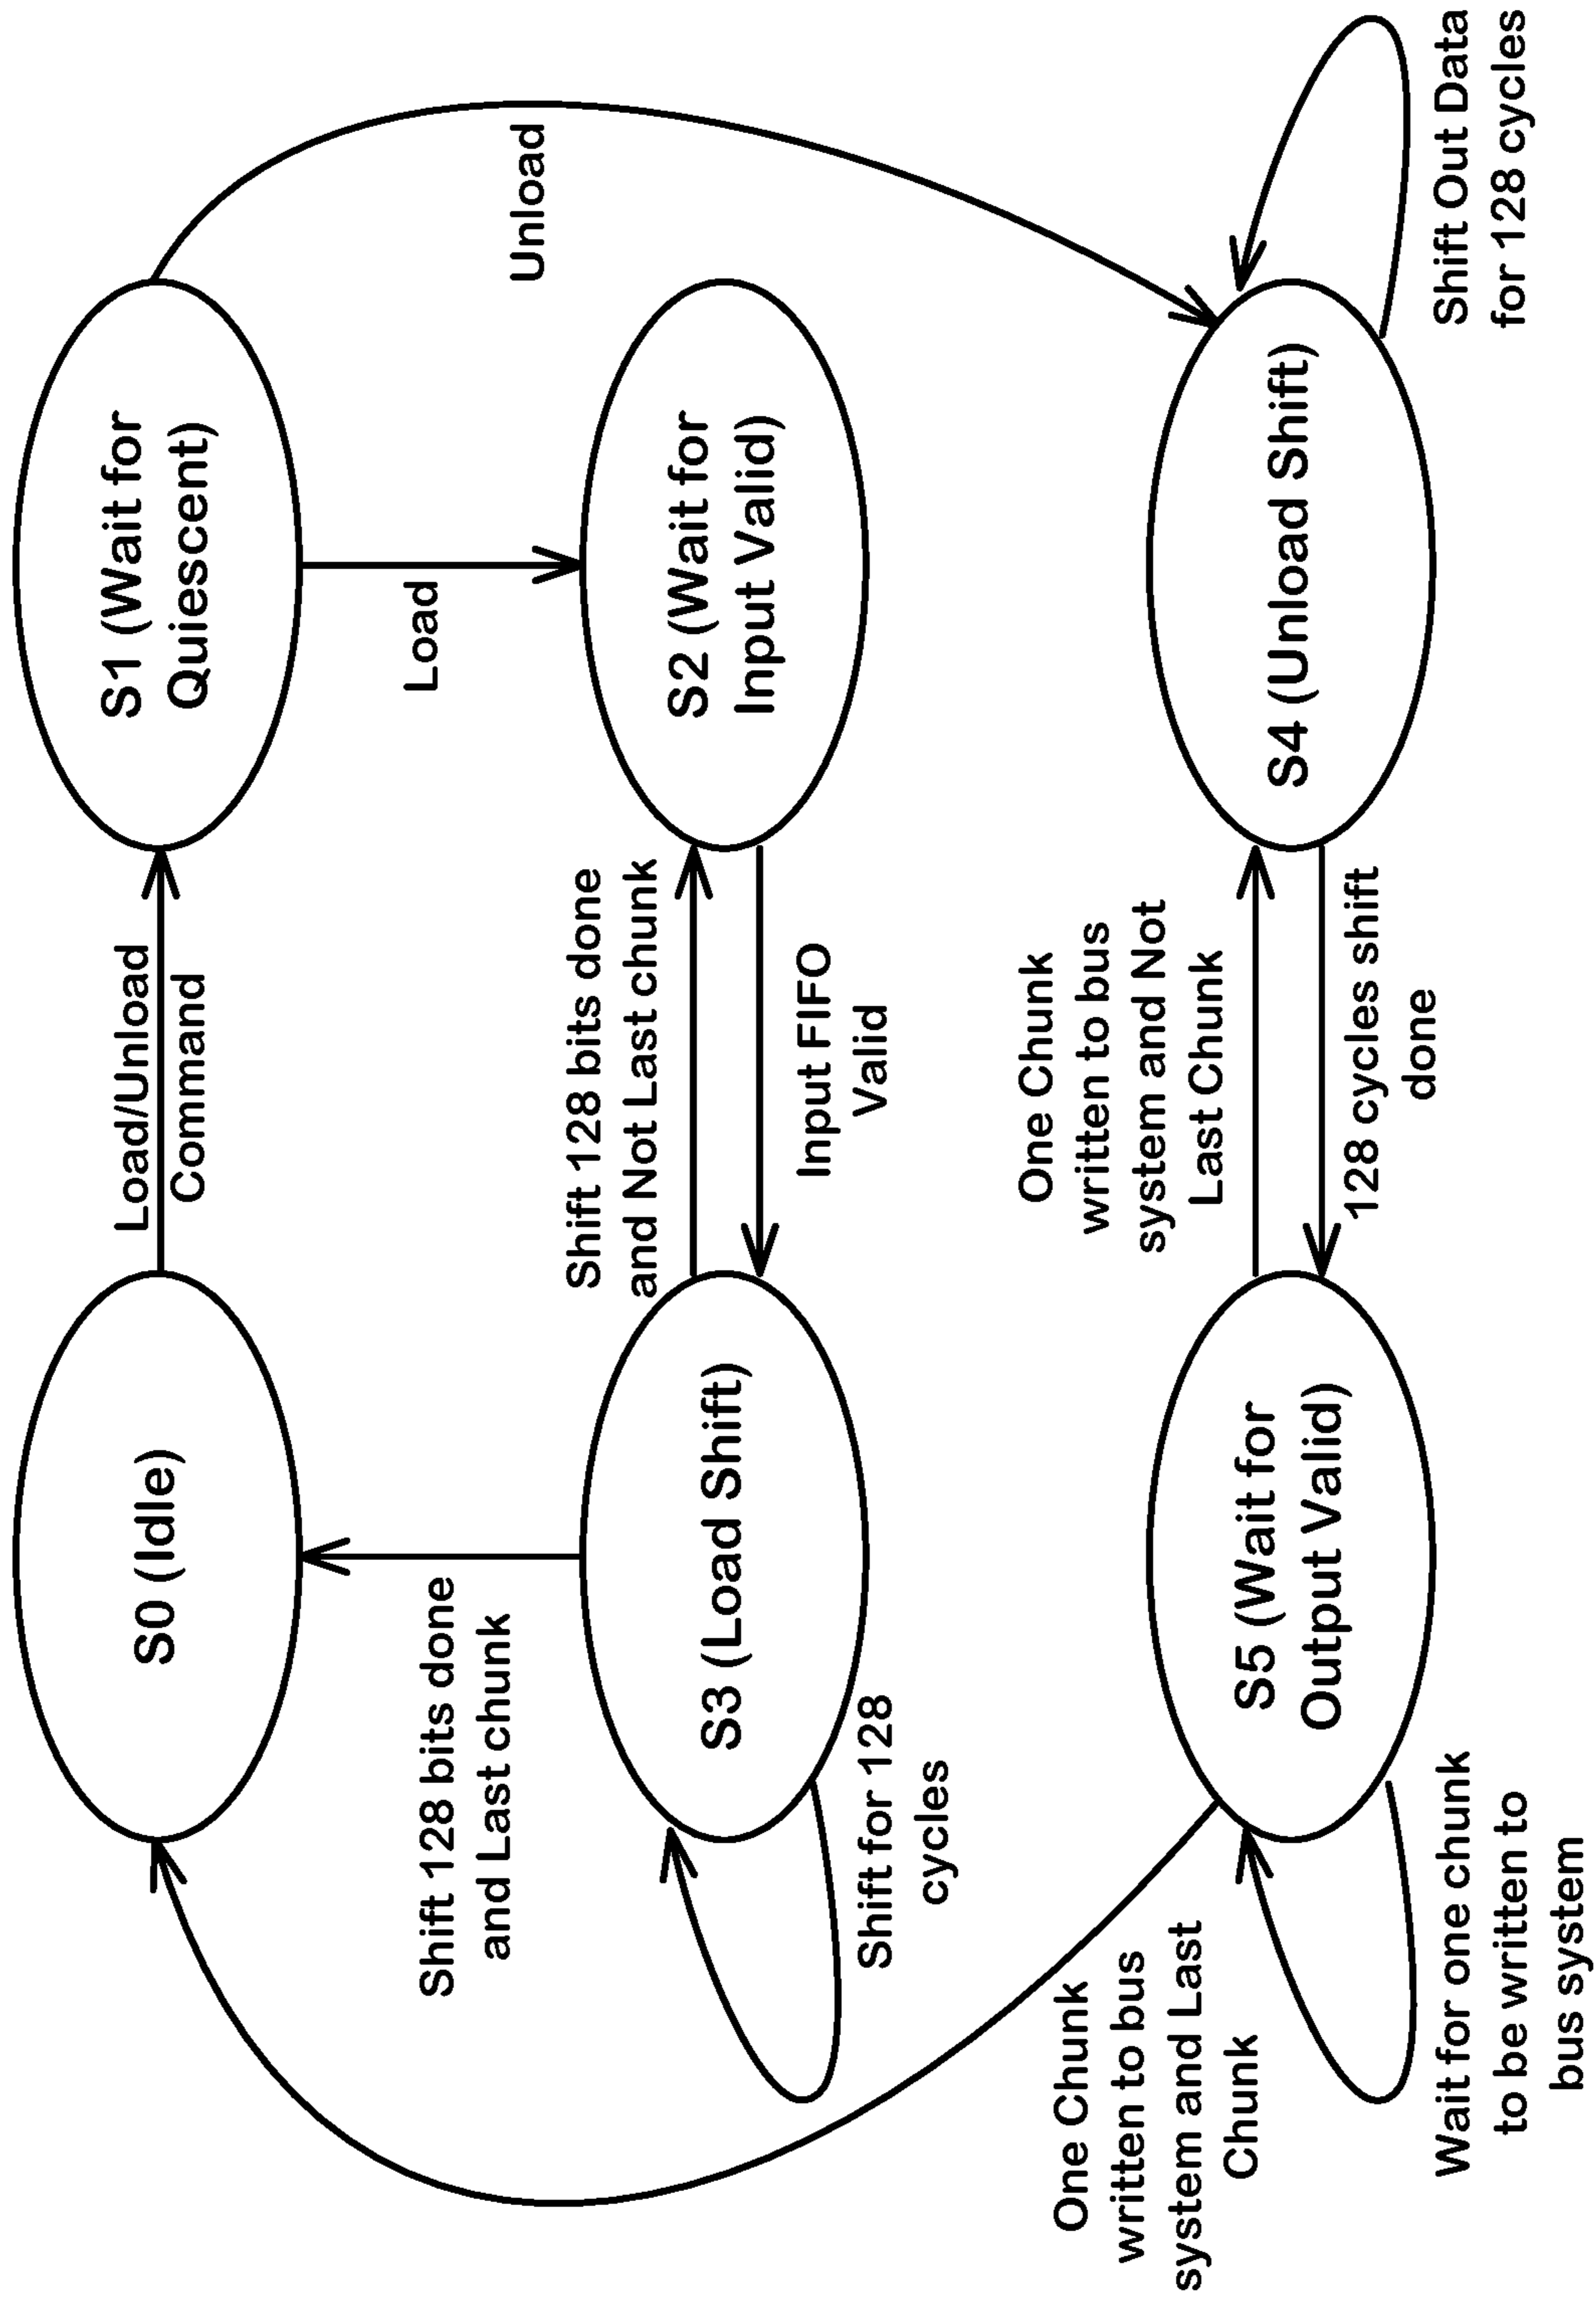 S0 (Idle)
Load/Unload
Command
S1 (Wait for
Quiescent)
Shift 128 bits done
and Last chunk
Load
Unload
S3 (Load Shift)
Shift 128 bits done
and Not Last chunk
Input FIFO
Valid
S2 (Wait for
Input Valid)
Shift for 128
cycles
One Chunk
written to bus
system and Last
Chunk
S5 (Wait for
Output Valid)
One Chunk
written to bus
system and Not
Last Chunk
128 cycles shift
done
S4 (Unload Shift)
Wait for one chunk
to be written to
bus system
Shift Out Data
for 128 cycles